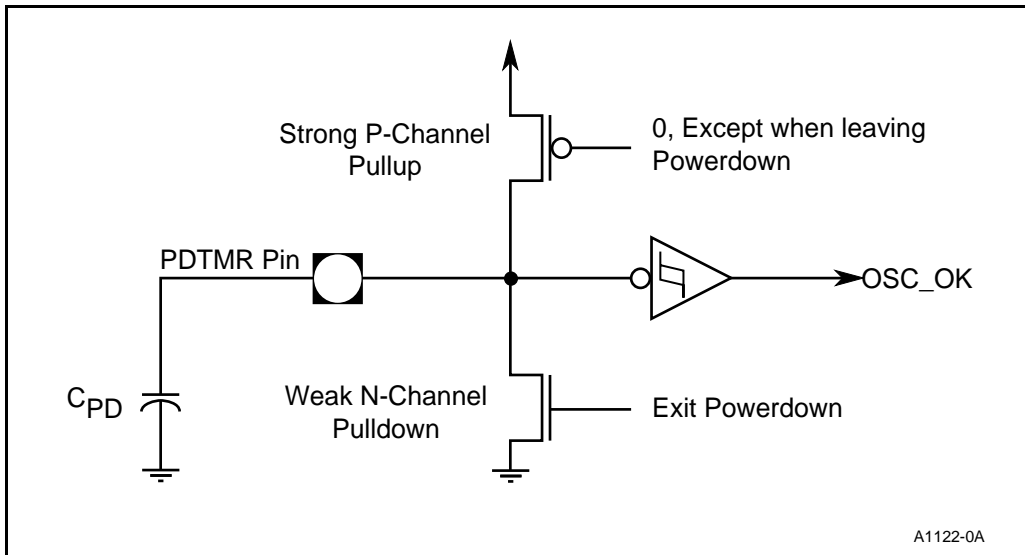 Strong P-Channel
Pullup
0, Except when leaving
Powerdown
PDTMR Pin
OSC_OK
CPD
Weak N-Channel
Pulldown
Exit Powerdown
A1122-0A